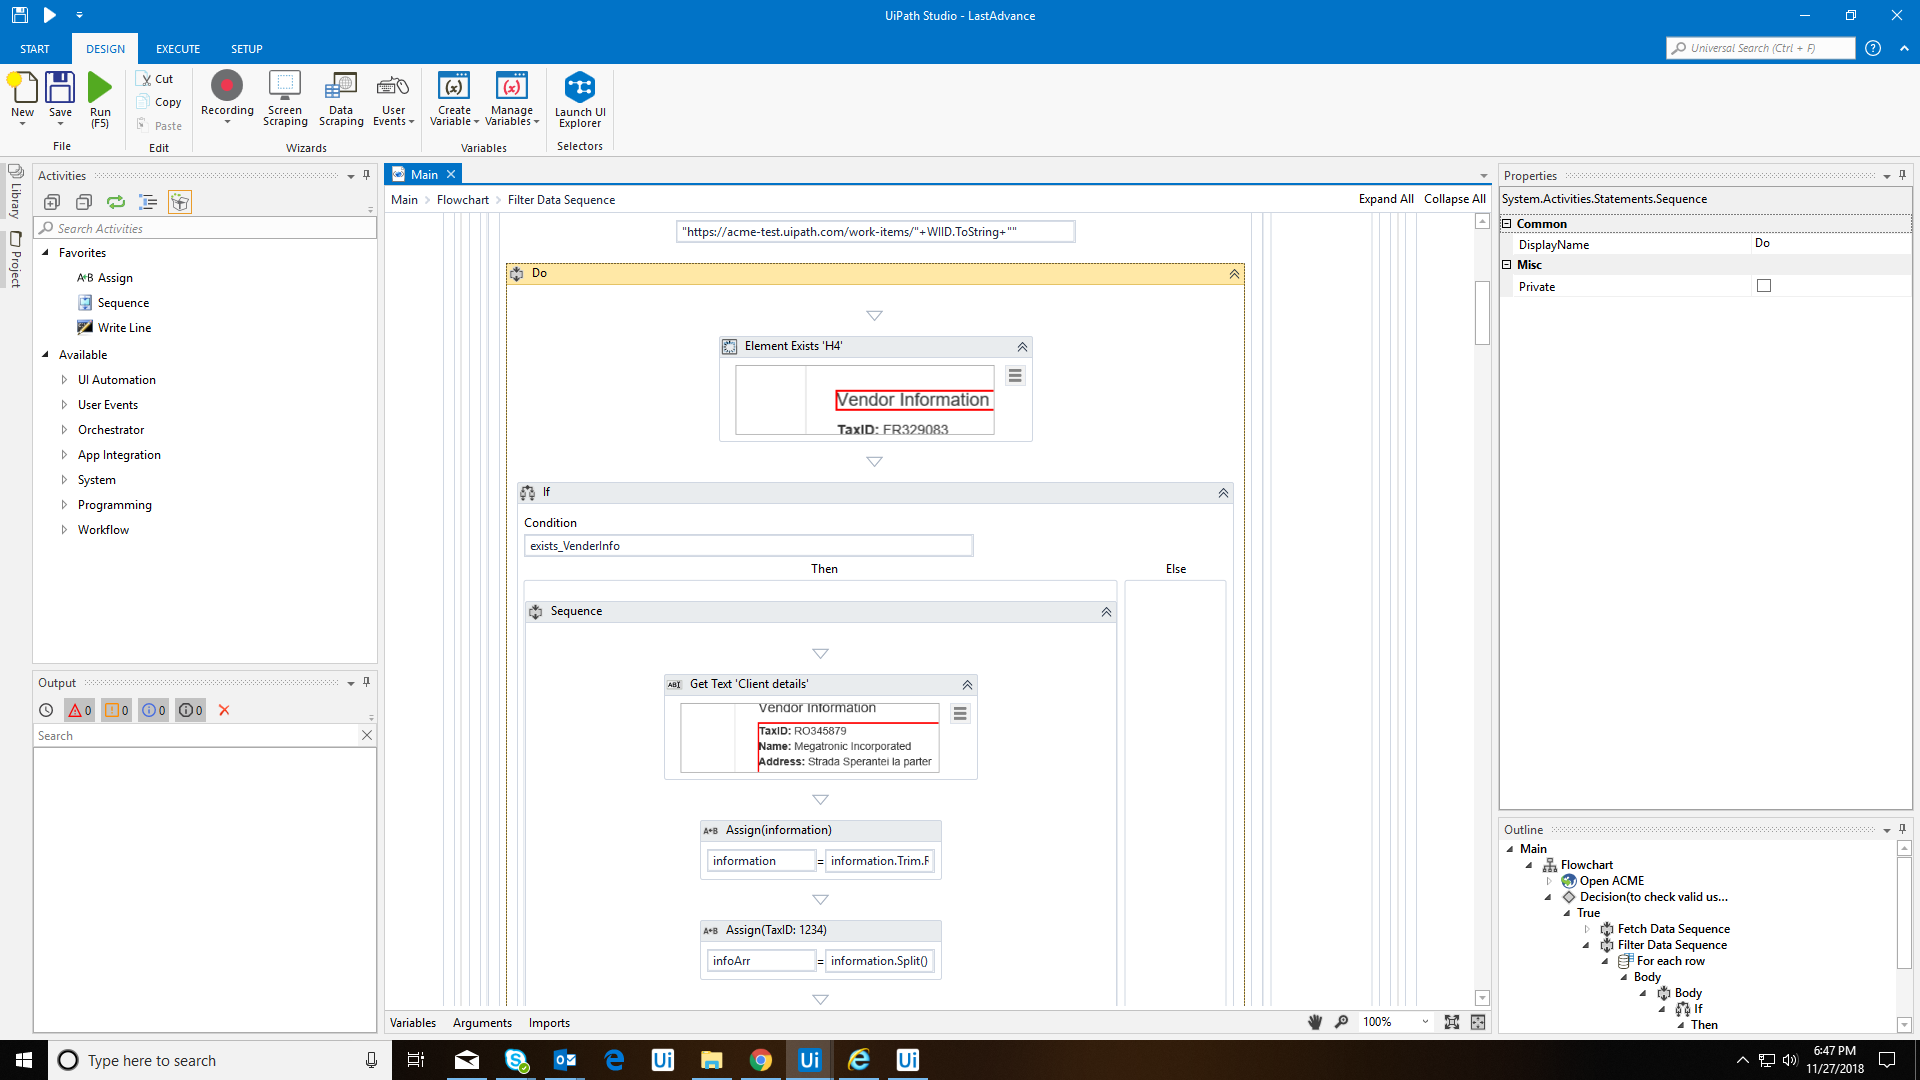 UiPath Studio - LastAdvance
START
DESIGN
EXECUTE
SETUP
Universal Search (Ctrl + F)
New
Save
Run
(F5)
File
Cut
Copy
Paste
Edit
Recording
Screen
Scraping
Data
Scraping
User
Events
Wizards
Create
Variable
Manage
Variables
Variables
Launch UI
Explorer
Selectors
Library
Project
Activities
Search Activities
Favorites
A+B Assign
Sequence
Write Line
Available
UI Automation
User Events
Orchestrator
App Integration
System
Programming
Workflow
Output
0
0
0
0
Search
Main
Main > Flowchart > Filter Data Sequence
Expand All
Collapse All
"https://acme-test.uipath.com/work-items/"+WIID.ToString+""
Do
Element Exists 'H4'
Vendor Information
TaxID: FR329083
If
Condition
exists_VenderInfo
Then
Else
Sequence
Get Text 'Client details'
Vendor Information
TaxID: RO345879
Name: Megatronic Incorporated
Address: Strada Sperantei la parter
A+B Assign(information)
information = information.Trim.R
A+B Assign(TaxID: 1234)
infoArr = information.Split()
Variables
Arguments
Imports
100%
Properties
System.Activities.Statements.Sequence
Common
DisplayName Do
Misc
Private
Outline
Main
Flowchart
Open ACME
Decision(to check valid us...
True
Fetch Data Sequence
Filter Data Sequence
For each row
Body
Body
If
Then
Type here to search
6:47 PM
11/27/2018